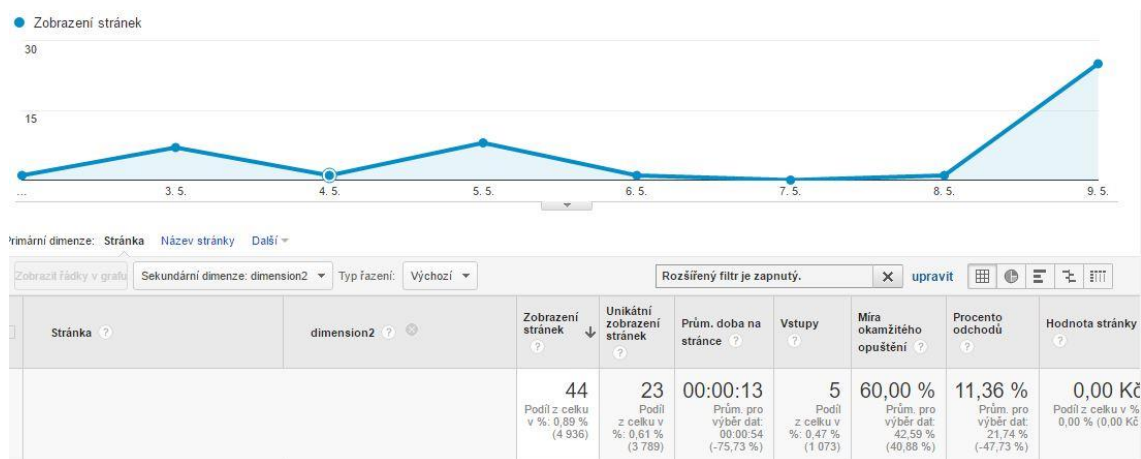 Zobrazení stránek
30
15
... 3. 5. 4. 5. 5. 5. 6. 5. 7. 5. 8. 5. 9. 5.
Primární dimenze: Stránka Název stránky Další
Zobrazit řádky v grafu Sekundární dimenze: dimension2 Typ řazení: Výchozí Rozšířený filtr je zapnutý. upravit
Stránka ?
dimension2 ?
Zobrazení
stránek
?
Unikátní
zobrazení
stránek
?
Prům. doba na
stránce ?
Vstupy
?
Míra
okamžitého
opuštění ?
Procento
odchodů
?
Hodnota stránky
?
44
Podíl z celku
v %: 0,89 %
(4 936)
23
Podíl
z celku v
%: 0,61 %
(3 789)
00:00:13
Prům. pro
výběr dat:
00:00:54
(-75,73 %)
5
Podíl
z celku v
%: 0,47 %
(1 073)
60,00 %
Prům. pro
výběr dat:
42,59 %
(40,88 %)
11,36 %
Prům. pro
výběr dat:
21,74 %
(-47,73 %)
0,00 Kč
Podíl z celku v %
0,00 % (0,00 Kč